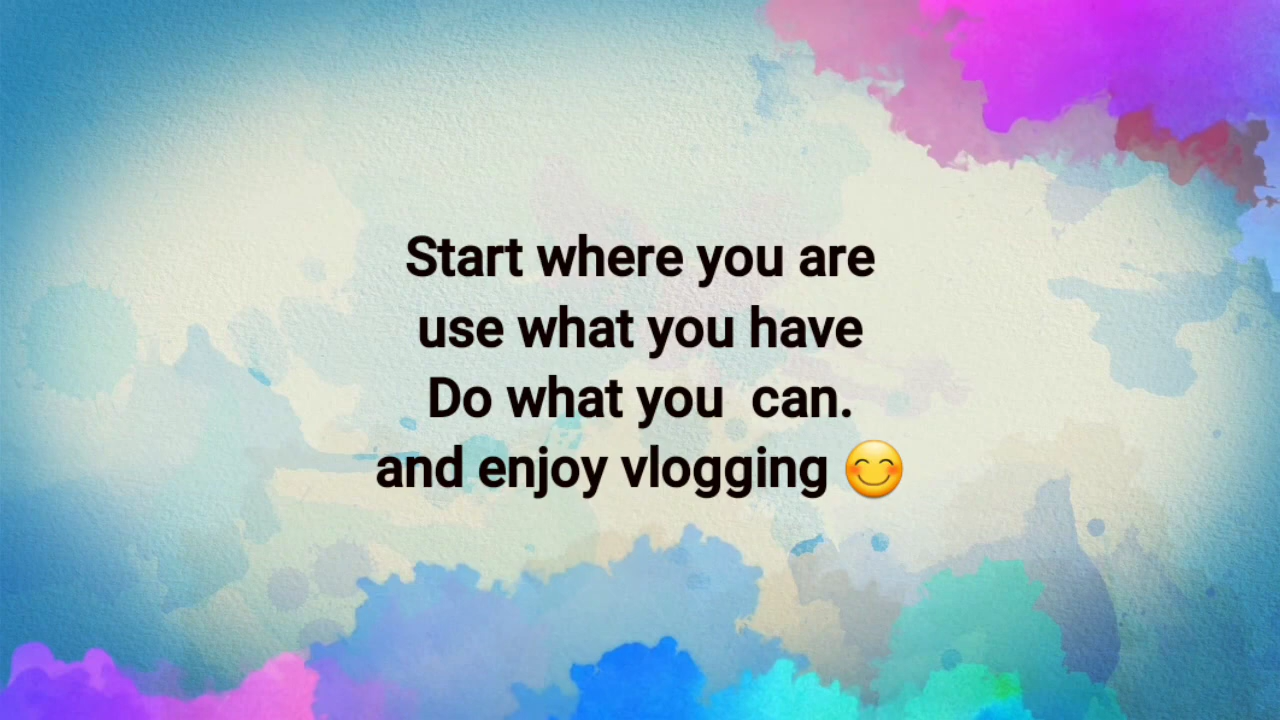 Start where you are
use what you have
Do what you  can.
and enjoy vlogging 😊